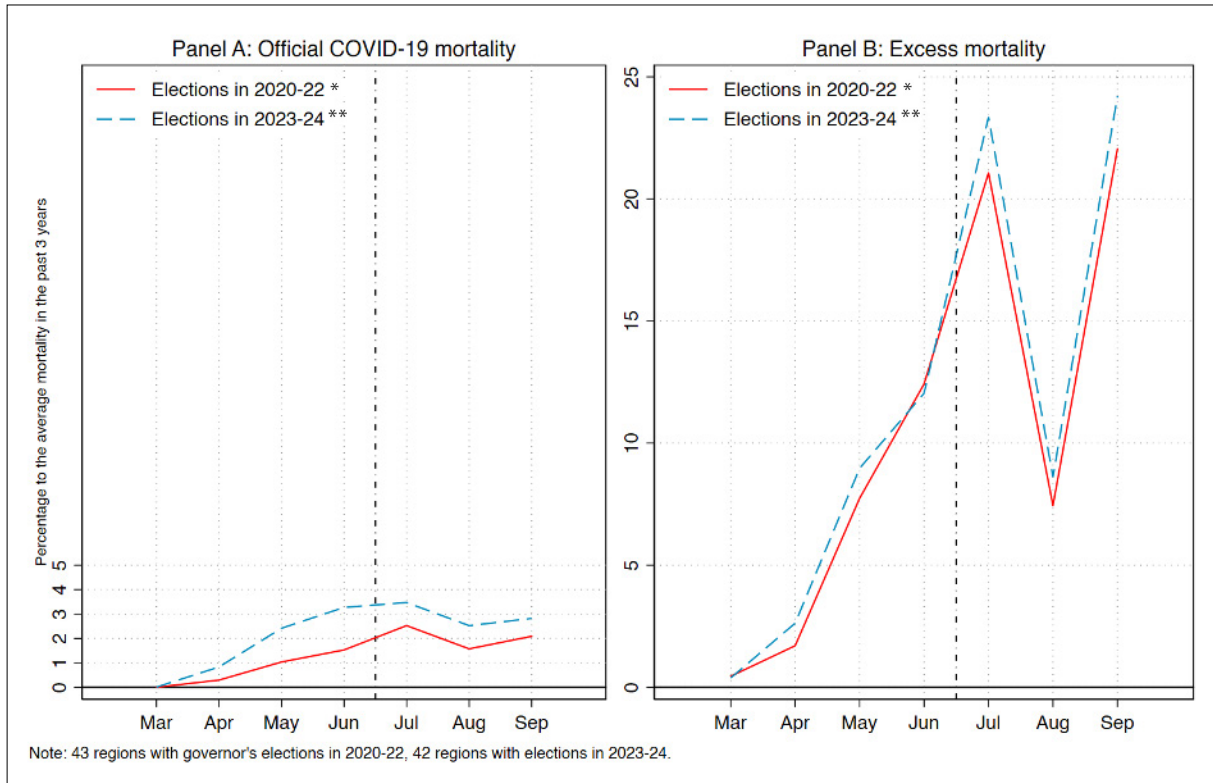 Panel A: Official COVID-19 mortality
Elections in 2020-22 *
Elections in 2023-24 **
Percentage to the average mortality in the past 3 years
5
4
3
2
1
0
Mar Apr May Jun Jul Aug Sep
Panel B: Excess mortality
Elections in 2020-22 *
Elections in 2023-24 **
25
20
15
10
5
0
Mar Apr May Jun Jul Aug Sep
Note: 43 regions with governor's elections in 2020-22, 42 regions with elections in 2023-24.